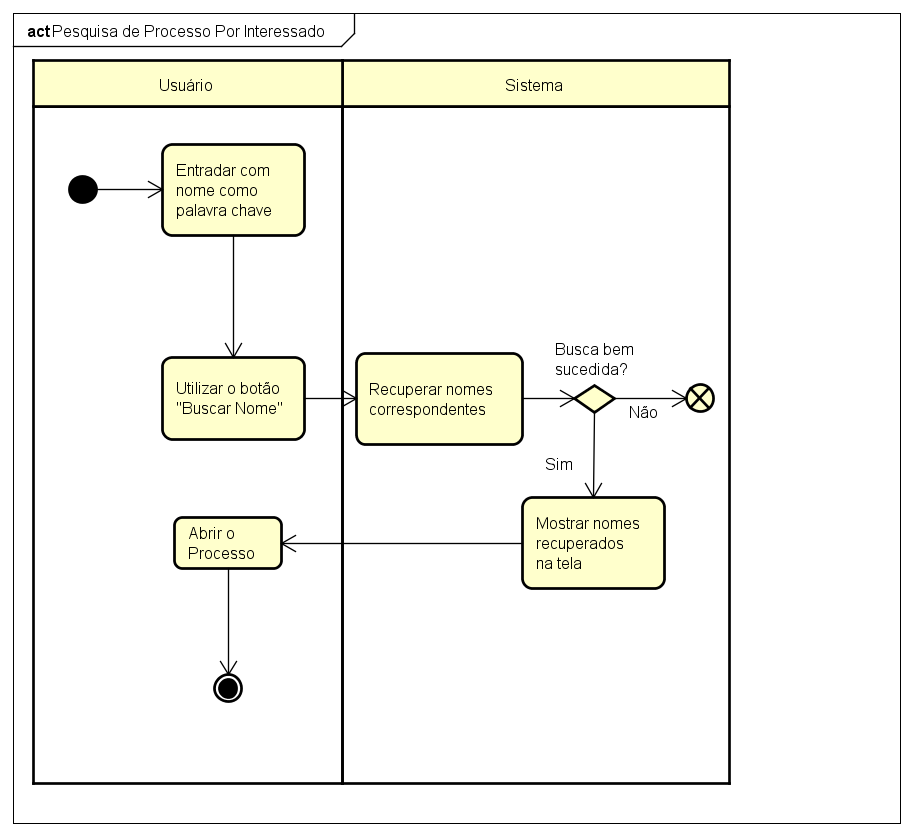 act Pesquisa de Processo Por Interessado
Usuário
Sistema
Entradar com
nome como
palavra chave
Utilizar o botão
"Buscar Nome"
Recuperar nomes
correspondentes
Busca bem
sucedida?
Não
Sim
Mostrar nomes
recuperados
na tela
Abrir o
Processo